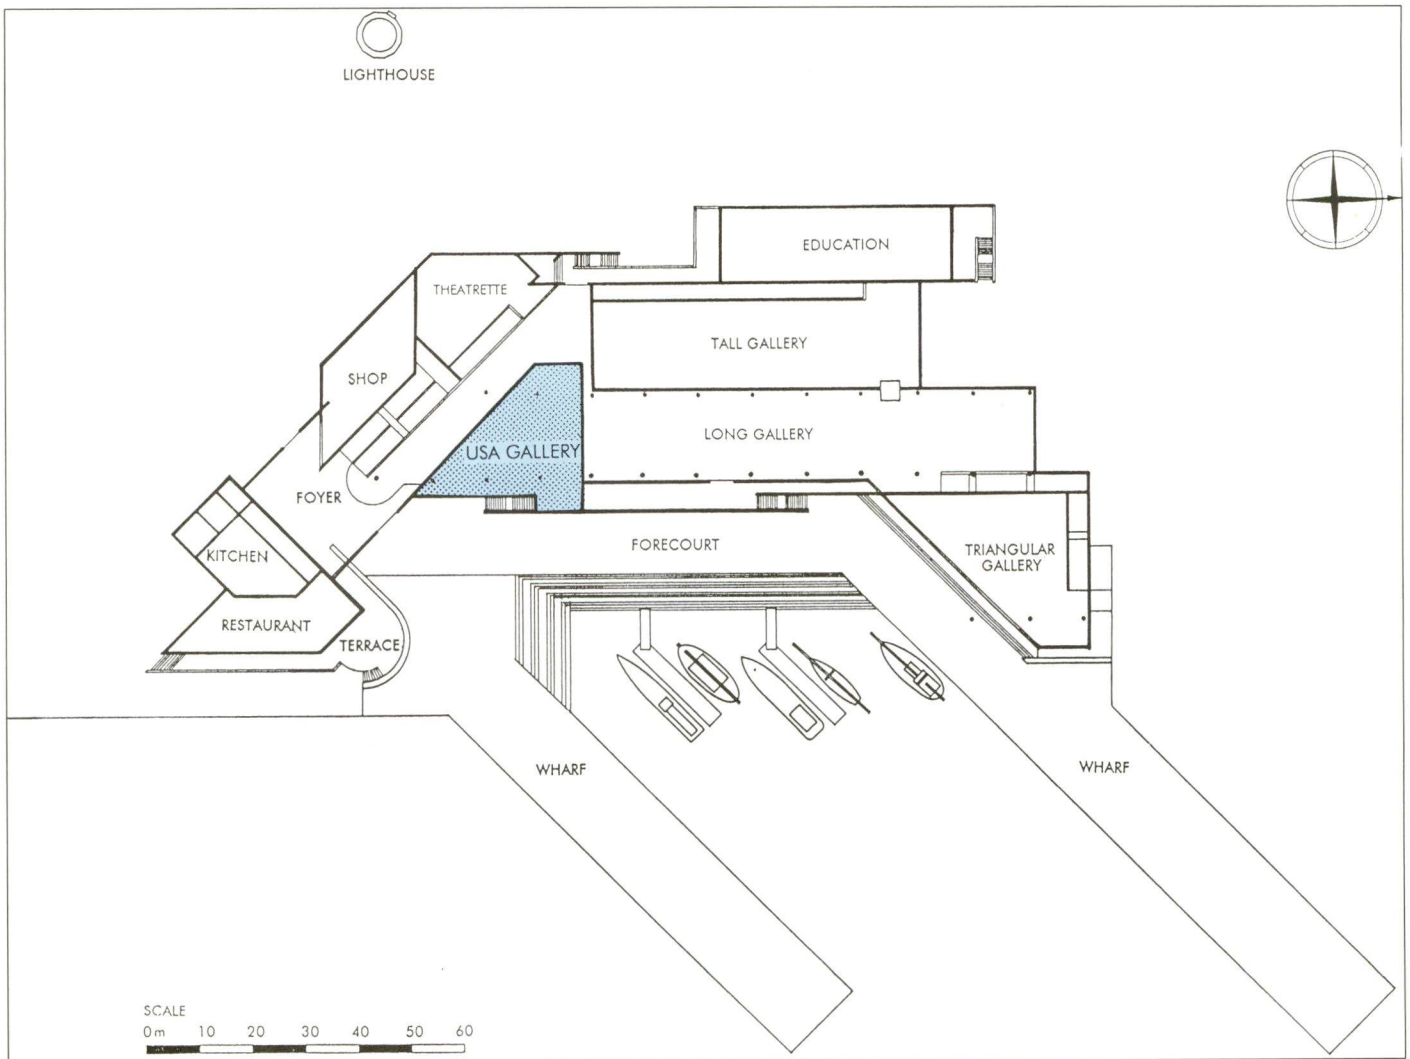 LIGHTHOUSE
EDUCATION
THEATRETTE
TALL GALLERY
SHOP
LONG GALLERY
USA GALLERY
FOYER
FORECOURT
TRIANGULAR
GALLERY
KITCHEN
RESTAURANT
TERRACE
WHARF
WHARF
SCALE
0m 10 20 30 40 50 60